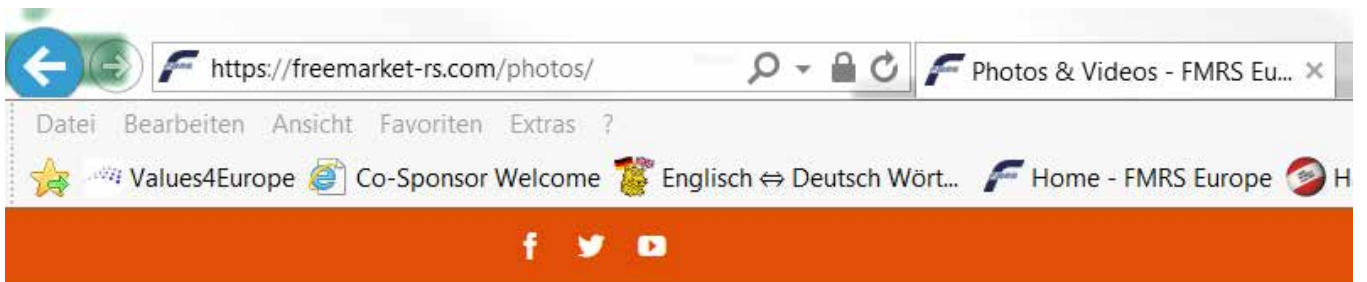 https://freemarket-rs.com/photos/ Photos & Videos - FMRS Eu...
Datei Bearbeiten Ansicht Favoriten Extras ?
Values4Europe Co-Sponsor Welcome Englisch ⇔ Deutsch Wört... Home - FMRS Europe H